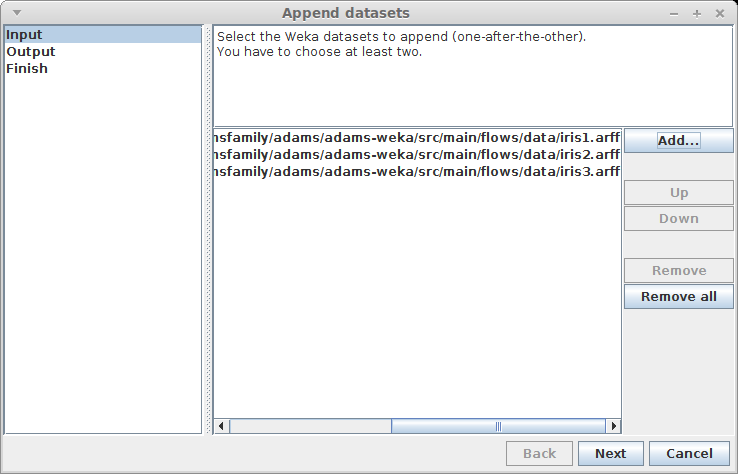 Append datasets
Input
Output
Finish
Select the Weka datasets to append (one-after-the-other).
You have to choose at least two.
nsfamily/adams/adams-weka/src/main/flows/data/iris1.arff
nsfamily/adams/adams-weka/src/main/flows/data/iris2.arff
nsfamily/adams/adams-weka/src/main/flows/data/iris3.arff
Add...
Up
Down
Remove
Remove all
Back
Next
Cancel